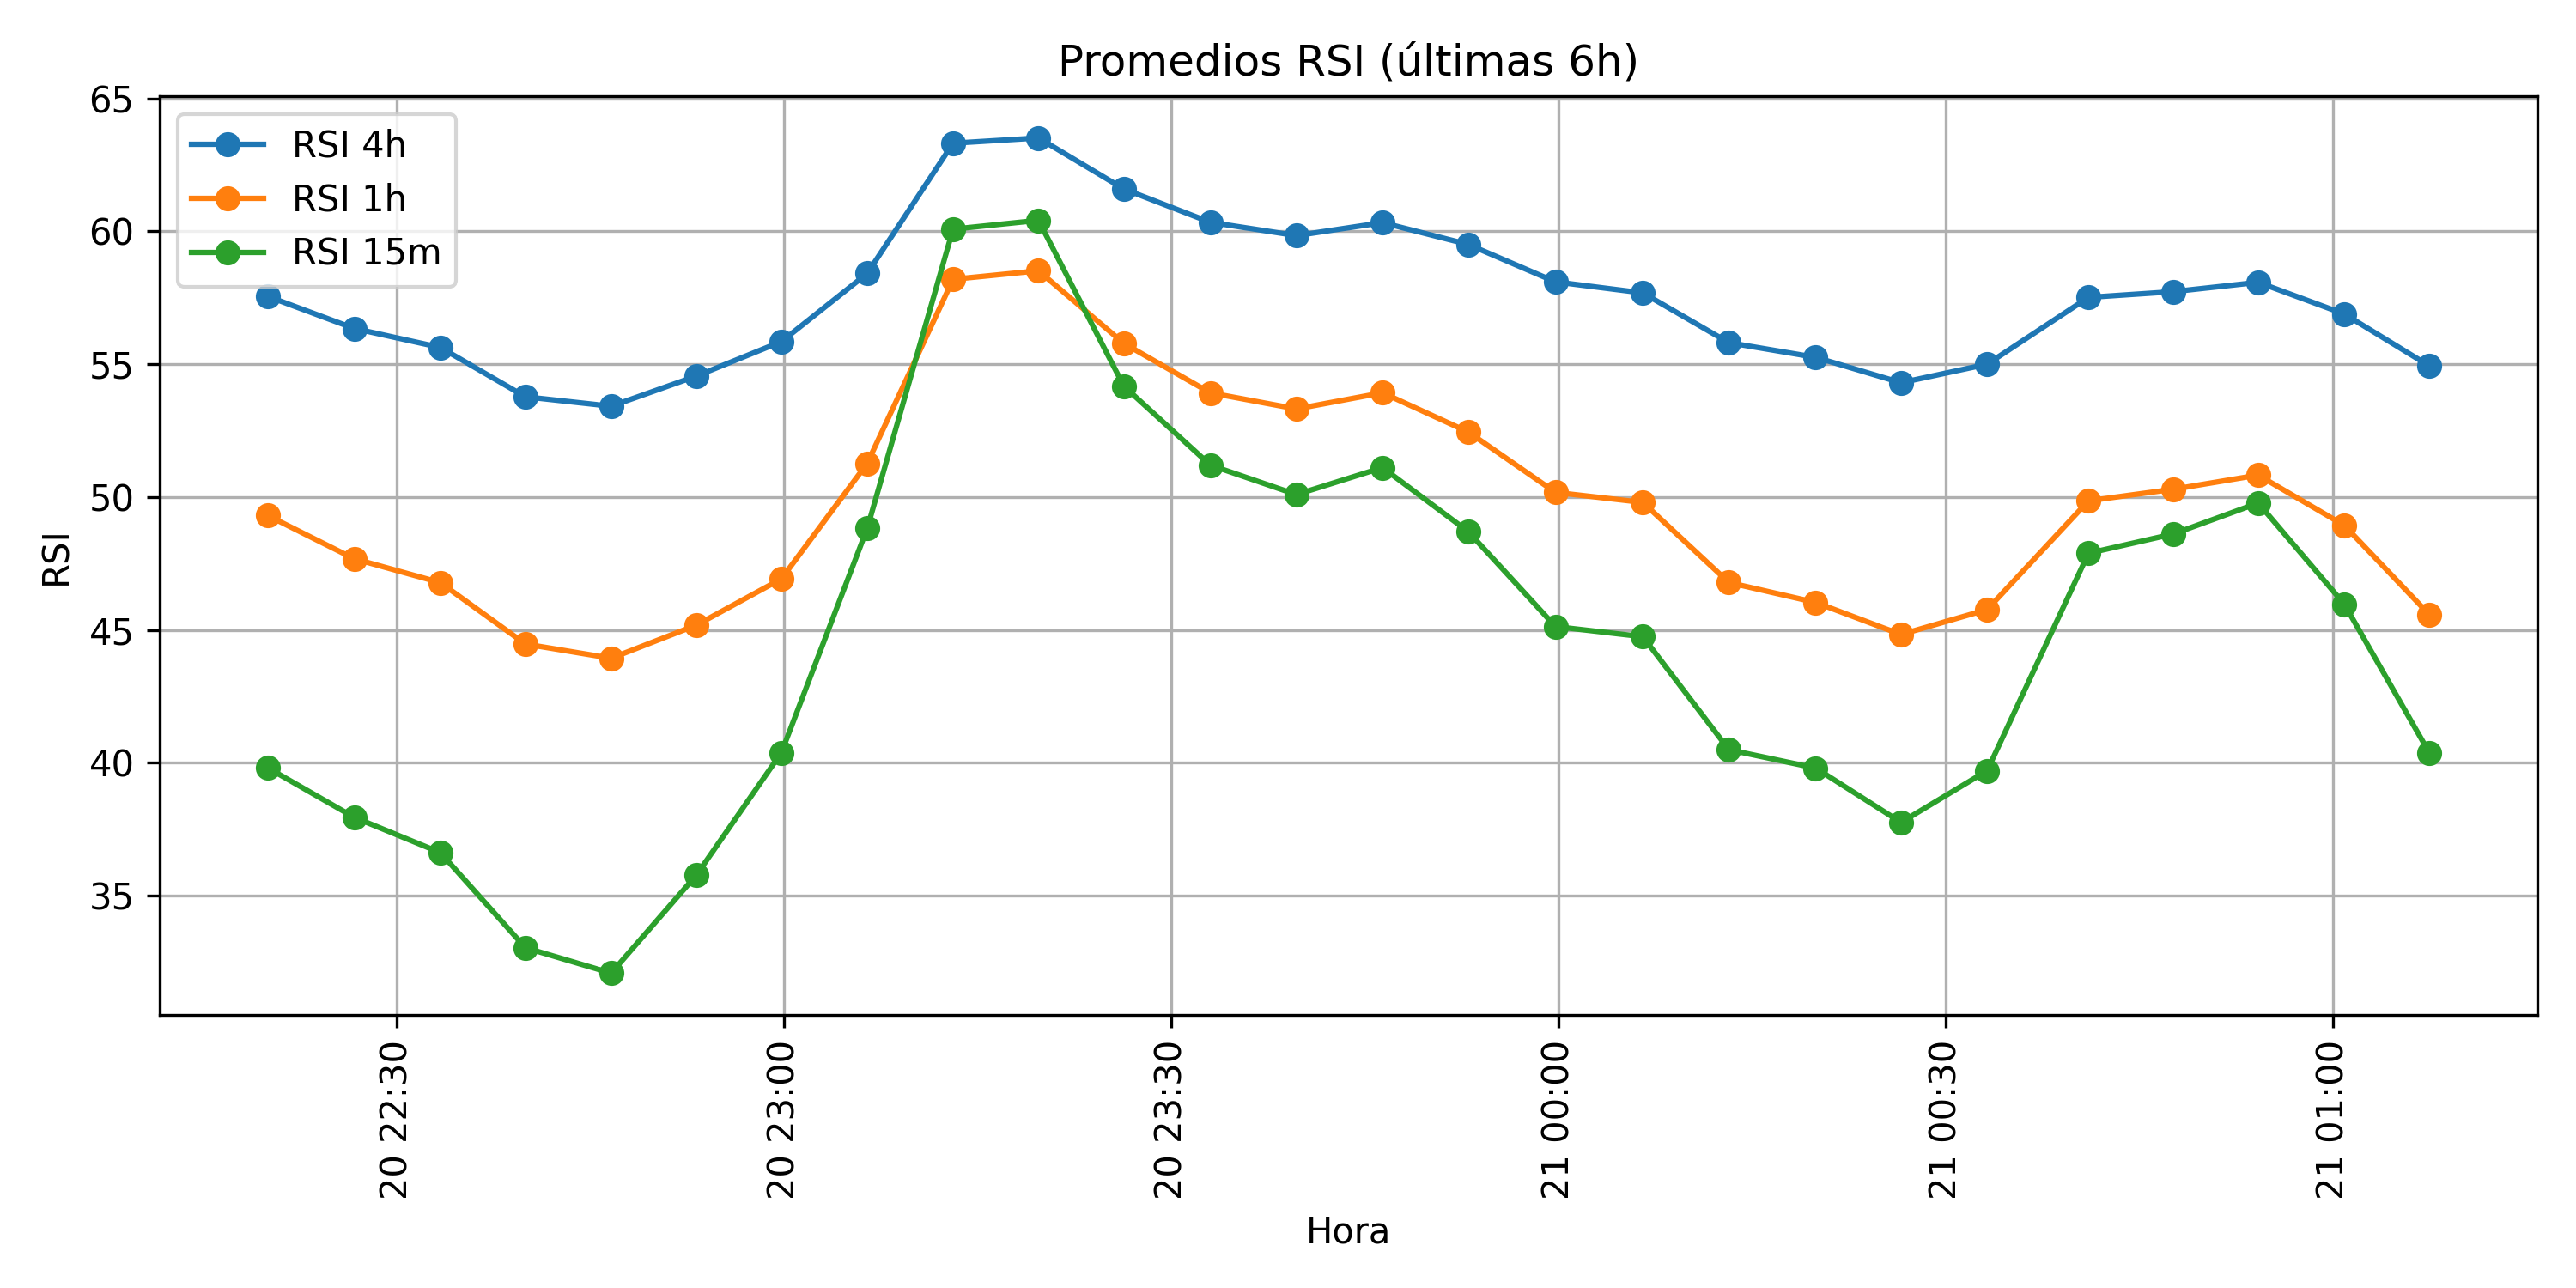 Promedios RSI (últimas 6h)
RSI 4h
RSI 1h
RSI 15m
RSI
65
60
55
50
45
40
35
20 22:30
20 23:00
20 23:30
21 00:00
21 00:30
21 01:00
Hora